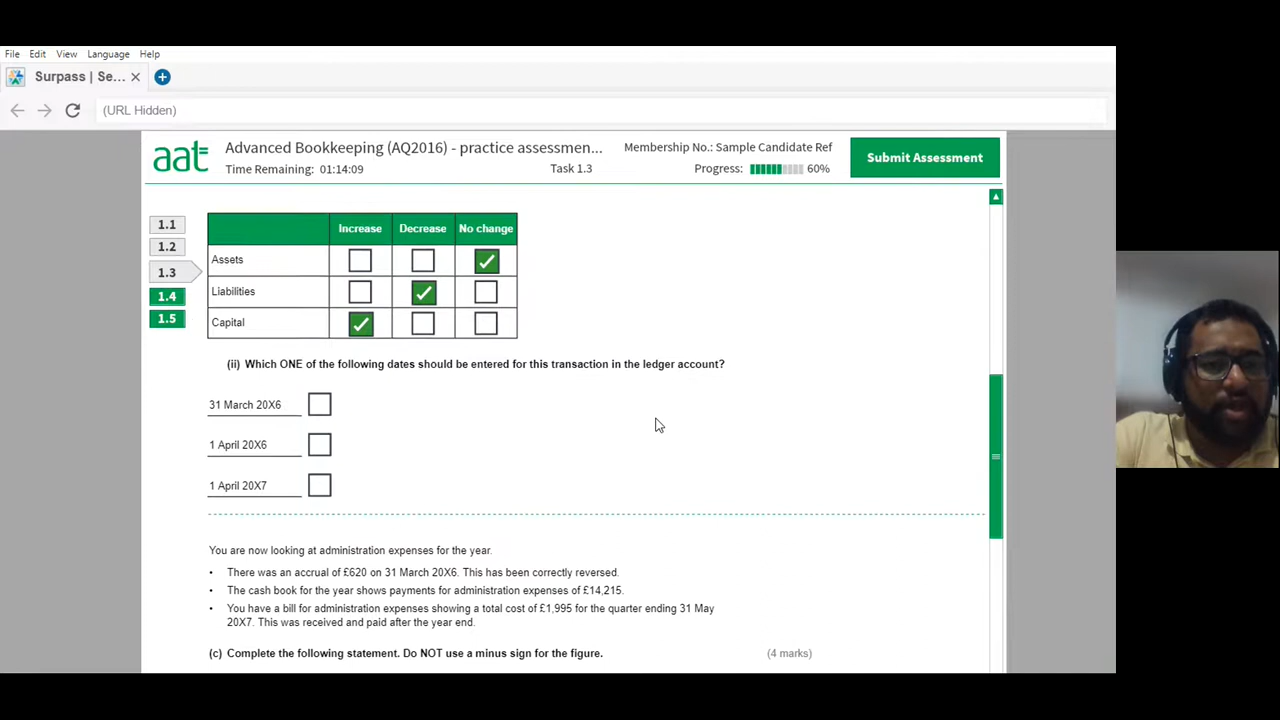 File Edit View Language Help
Surpass | Se...
(URL Hidden)
aat
Advanced Bookkeeping (AQ2016) - practice assessmen...
Membership No.: Sample Candidate Ref
Submit Assessment
Time Remaining: 01:14:09
Task 1.3
Progress: 60%
1.1
1.2
1.3
1.4
1.5
Increase Decrease No change
Assets
Liabilities
Capital
(ii) Which ONE of the following dates should be entered for this transaction in the ledger account?
31 March 20X6
1 April 20X6
1 April 20X7
You are now looking at administration expenses for the year.
• There was an accrual of £620 on 31 March 20X6. This has been correctly reversed.
• The cash book for the year shows payments for administration expenses of £14,215.
• You have a bill for administration expenses showing a total cost of £1,995 for the quarter ending 31 May
20X7. This was received and paid after the year end.
(c) Complete the following statement. Do NOT use a minus sign for the figure.
(4 marks)